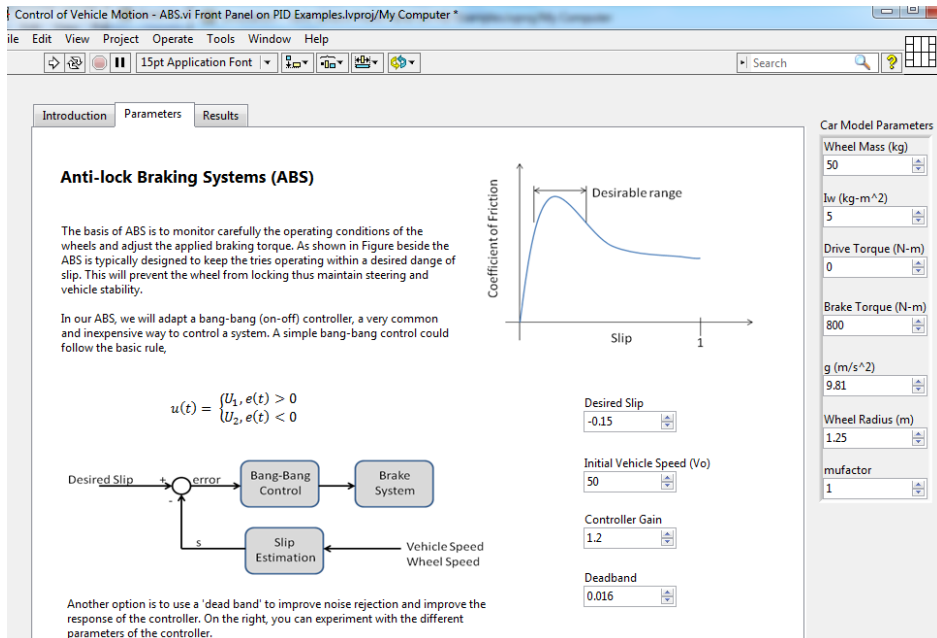 Control of Vehicle Motion - ABS.vi Front Panel on PID Examples.lvproj/My Computer *
ile Edit View Project Operate Tools Window Help
15pt Application Font
Search
Introduction
Parameters
Results
Anti-lock Braking Systems (ABS)
The basis of ABS is to monitor carefully the operating conditions of the
wheels and adjust the applied braking torque. As shown in Figure beside the
ABS is typically designed to keep the tries operating within a desired dange of
slip. This will prevent the wheel from locking thus maintain steering and
vehicle stability.
In our ABS, we will adapt a bang-bang (on-off) controller, a very common
and inexpensive way to control a system. A simple bang-bang control could
follow the basic rule,
u(t) = {U₁, e(t) > 0
U₂, e(t) < 0
Desired Slip
+
-
error
Bang-Bang
Control
Brake
System
s
Slip
Estimation
Vehicle Speed
Wheel Speed
Another option is to use a 'dead band' to improve noise rejection and improve the
response of the controller. On the right, you can experiment with the different
parameters of the controller.
Coefficient of Friction
Desirable range
Slip
1
Desired Slip
-0.15
Initial Vehicle Speed (Vo)
50
Controller Gain
1.2
Deadband
0.016
Car Model Parameters
Wheel Mass (kg)
50
Iw (kg-m^2)
5
Drive Torque (N-m)
0
Brake Torque (N-m)
800
g (m/s^2)
9.81
Wheel Radius (m)
1.25
mufactor
1